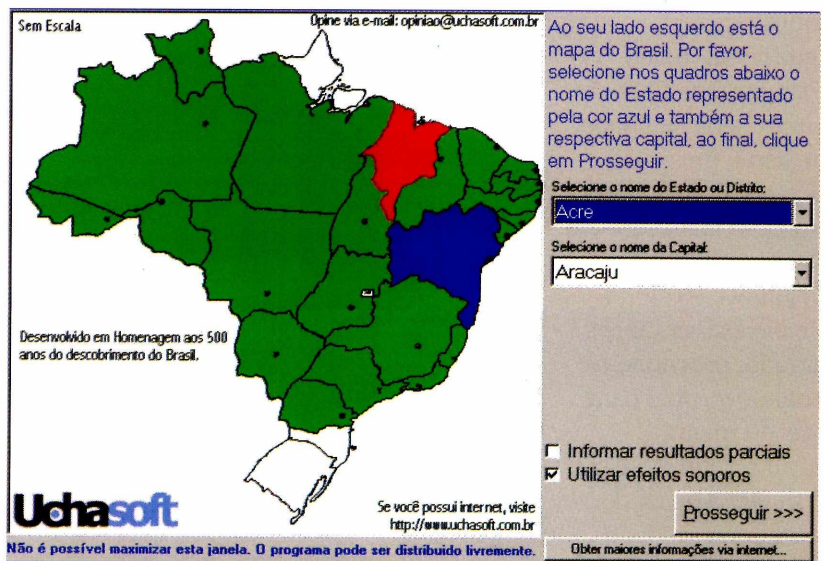 Sem Escala
Opine via e-mail: opiniao@uchasoft.com.br
Desenvolvido em Homenagem aos 500
anos do descobrimento do Brasil.
Uchasoft
Se você possui internet, visite
http://www.uchasoft.com.br
Não é possível maximizar esta janela. O programa pode ser distribuido livremente.
Ao seu lado esquerdo está o
mapa do Brasil. Por favor,
selecione nos quadros abaixo o
nome do Estado representado
pela cor azul e também a sua
respectiva capital, ao final, clique
em Prosseguir.
Selecione o nome do Estado ou Distrito:
Acre
Selecione o nome da Capital:
Aracaju
Informar resultados parciais
Utilizar efeitos sonoros
Prosseguir >>>
Obter maiores informações via internet...